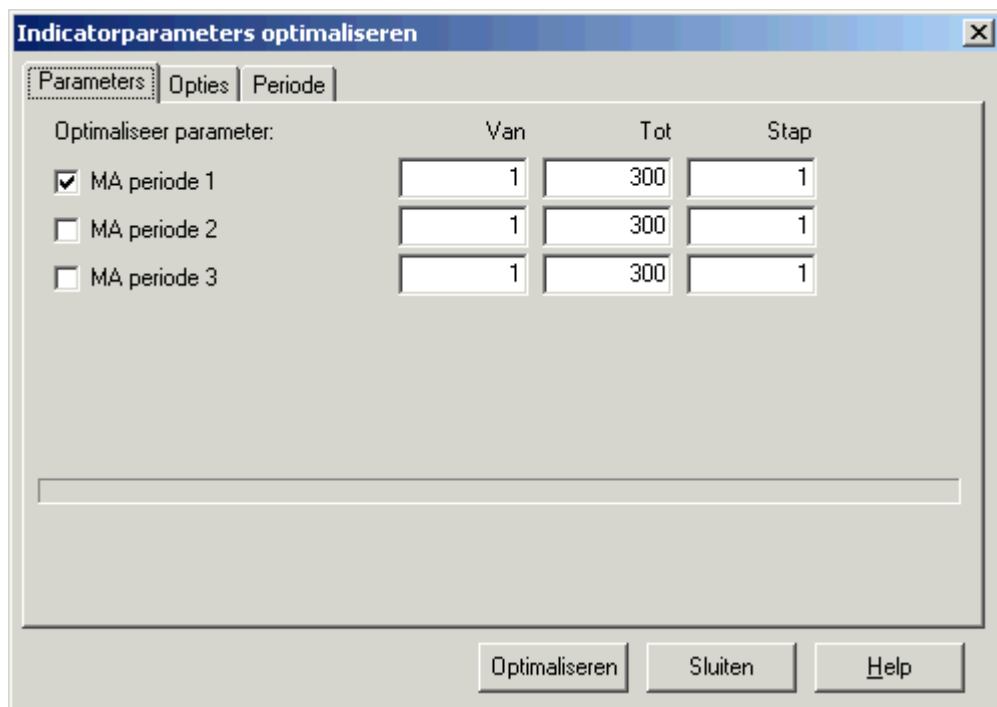 Indicatorparameters optimaliseren
Parameters Opties Periode
Optimaliseer parameter: Van Tot Stap
MA periode 1 1 300 1
MA periode 2 1 300 1
MA periode 3 1 300 1
Optimaliseren Sluiten Help